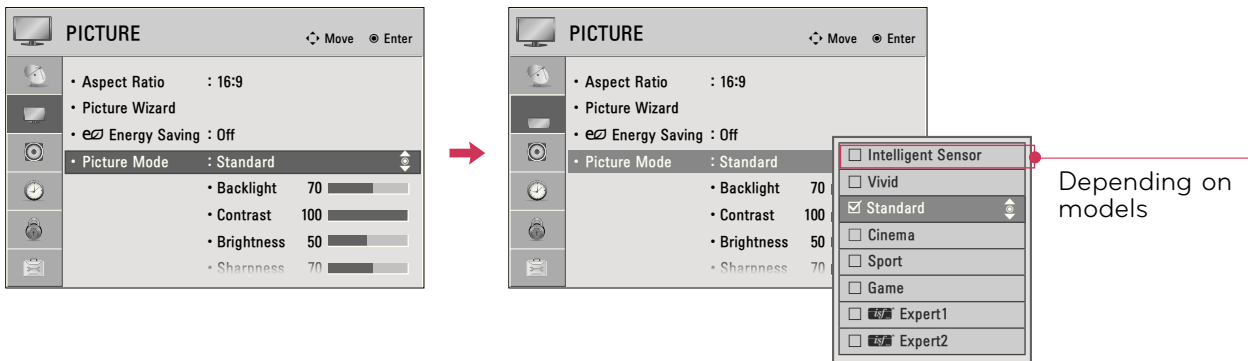 PICTURE
Move
Enter
• Aspect Ratio : 16:9
• Picture Wizard
• Energy Saving : Off
• Picture Mode : Standard
• Backlight 70
• Contrast 100
• Brightness 50
• Sharpness 70
PICTURE
Move
Enter
• Aspect Ratio : 16:9
• Picture Wizard
• Energy Saving : Off
• Picture Mode : Standard
• Backlight 70
• Contrast 100
• Brightness 50
• Sharpness 70
Intelligent Sensor
Vivid
Standard
Cinema
Sport
Game
isf Expert1
isf Expert2
Depending on
models